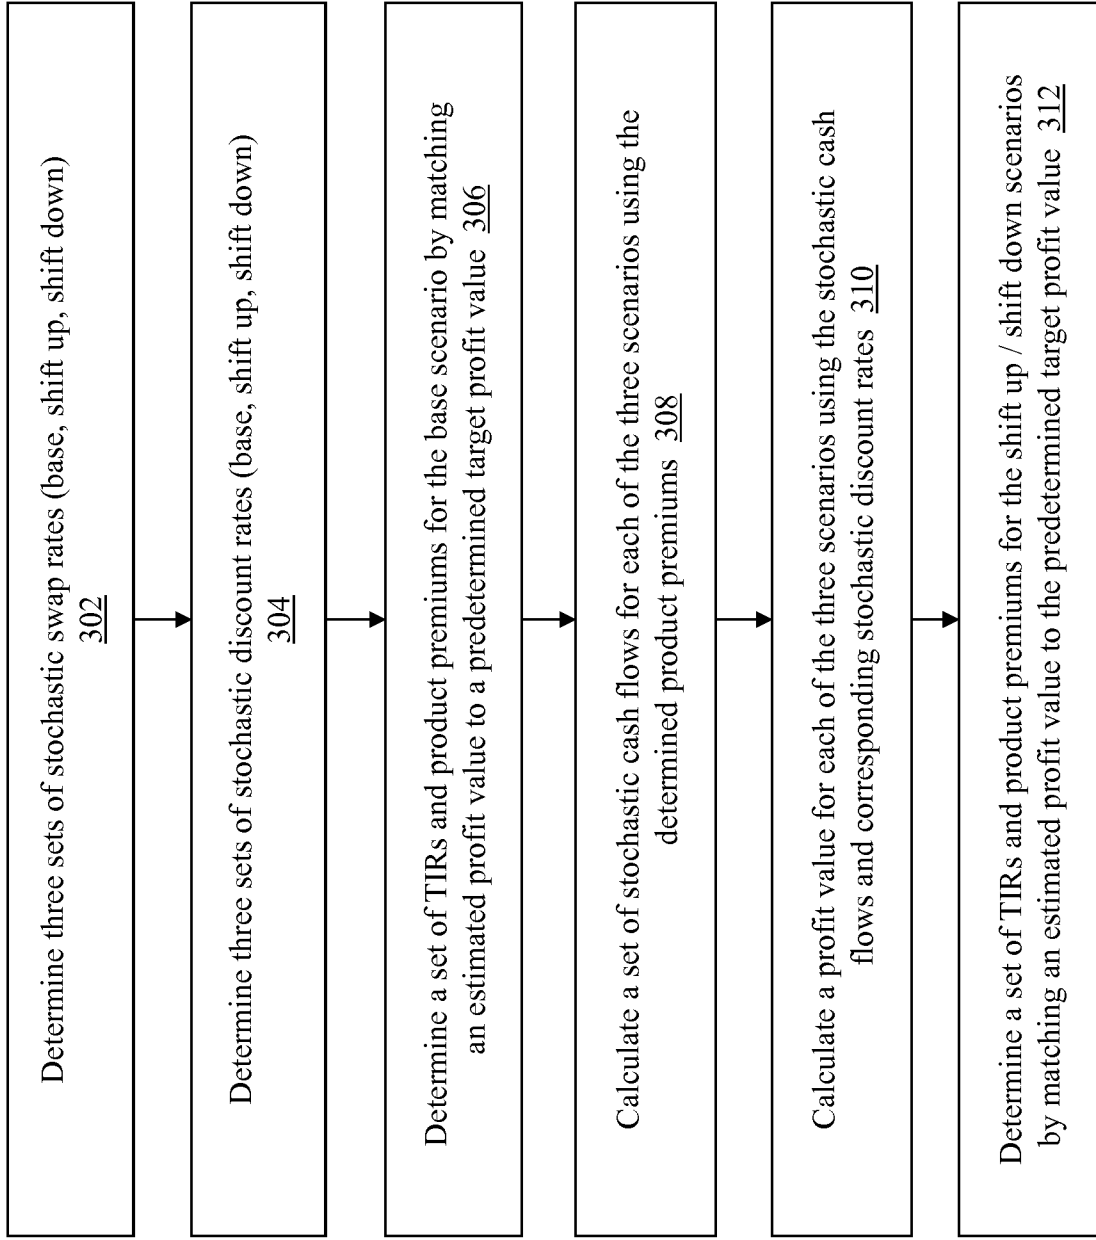 Determine three sets of stochastic swap rates (base, shift up, shift down)
302
Determine three sets of stochastic discount rates (base, shift up, shift down)
304
Determine a set of TIRs and product premiums for the base scenario by matching
an estimated profit value to a predetermined target profit value 306
Calculate a set of stochastic cash flows for each of the three scenarios using the
determined product premiums 308
Calculate a profit value for each of the three scenarios using the stochastic cash
flows and corresponding stochastic discount rates 310
Determine a set of TIRs and product premiums for the shift up / shift down scenarios
by matching an estimated profit value to the predetermined target profit value 312